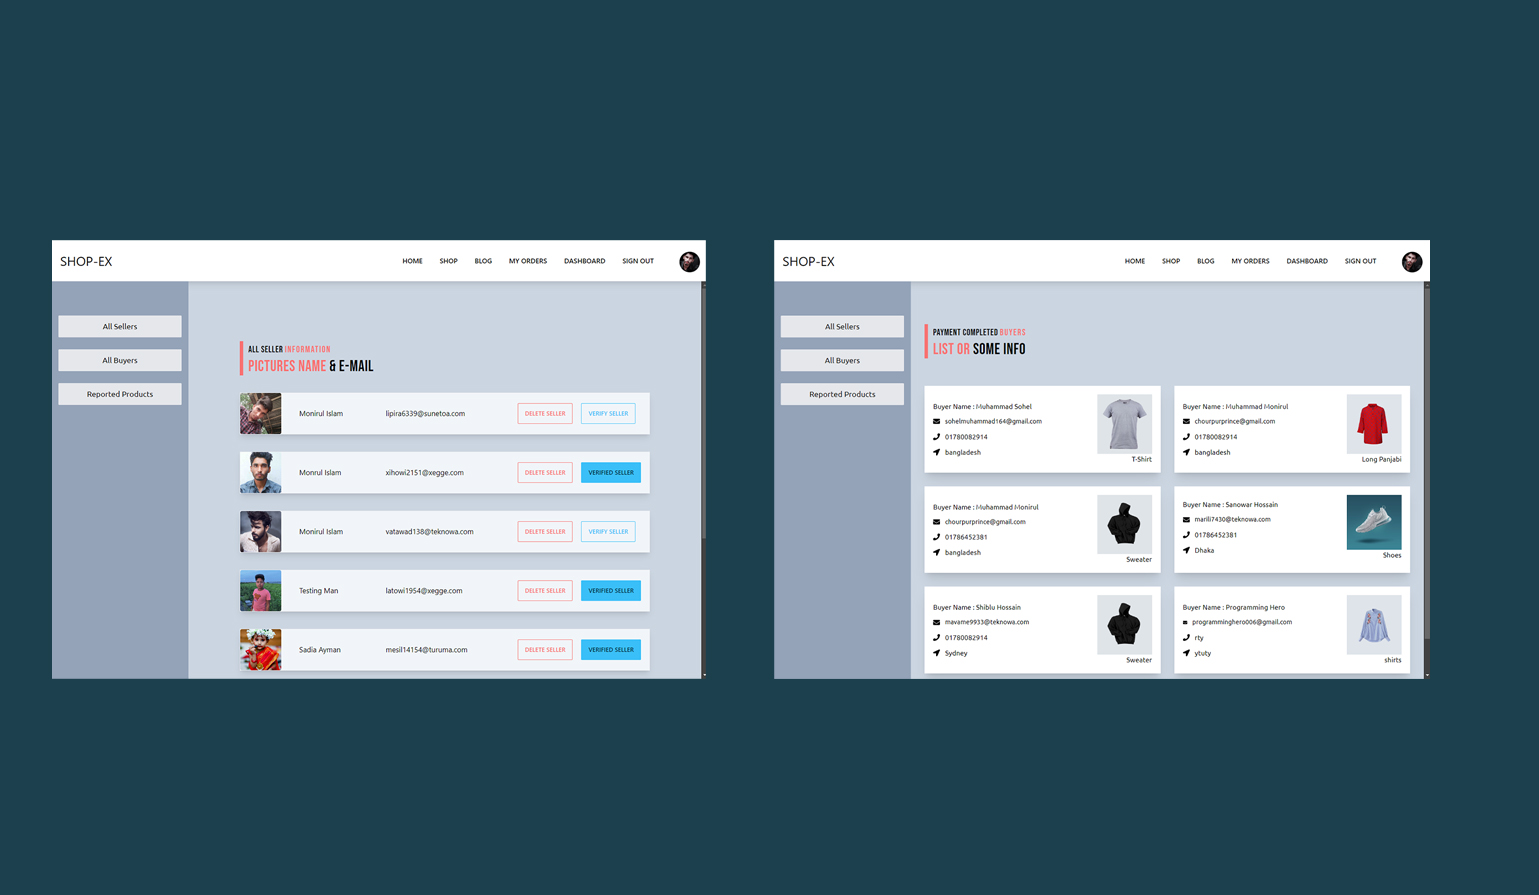 SHOP-EX
HOME SHOP BLOG MY ORDERS DASHBOARD SIGN OUT
All Sellers
All Buyers
Reported Products
ALL SELLER INFORMATION
PICTURES NAME & E-MAIL
Monirul Islam lipira6339@sunetoa.com DELETE SELLER VERIFY SELLER
Monrul Islam xihowi2151@xegge.com DELETE SELLER VERIFIED SELLER
Monirul Islam vatawad138@teknowa.com DELETE SELLER VERIFY SELLER
Testing Man latowi1954@xegge.com DELETE SELLER VERIFIED SELLER
Sadia Ayman mesil14154@turuma.com DELETE SELLER VERIFIED SELLER
SHOP-EX
HOME SHOP BLOG MY ORDERS DASHBOARD SIGN OUT
All Sellers
All Buyers
Reported Products
PAYMENT COMPLETED BUYERS
LIST OR SOME INFO
Buyer Name : Muhammad Sohel
sohelmuhammad164@gmail.com
01780082914
bangladesh
T-Shirt
Buyer Name : Muhammad Monirul
chourpurprince@gmail.com
01780082914
bangladesh
Long Panjabi
Buyer Name : Muhammad Monirul
chourpurprince@gmail.com
01786452381
bangladesh
Sweater
Buyer Name : Sanowar Hossain
marili7430@teknowa.com
01786452381
Dhaka
Shoes
Buyer Name : Shiblu Hossain
mavame9933@teknowa.com
01780082914
Sydney
Sweater
Buyer Name : Programming Hero
programminghero006@gmail.com
rty
ytuty
shirts